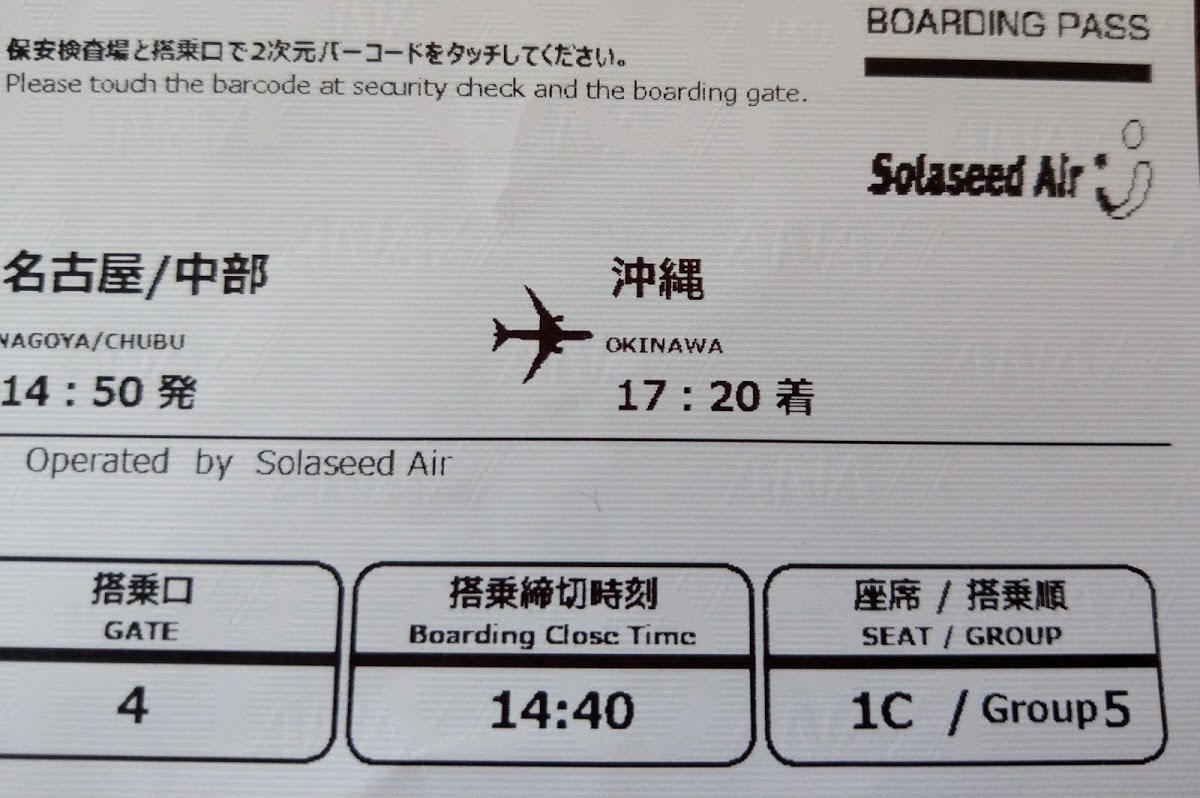 BOARDING PASS
保安検査場と搭乗口で2次元バーコードをタッチしてください。
Please touch the barcode at security check and the boarding gate.
Solaseed Air
名古屋/中部 沖縄
NAGOYA/CHUBU OKINAWA
14:50 発 17:20 着
Operated by Solaseed Air
搭乗口 搭乗締切時刻 座席 / 搭乗順
GATE Boarding Close Time SEAT / GROUP
4 14:40 1C / Group 5